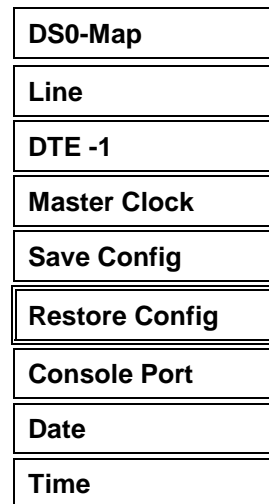 DS0-Map
Line
DTE -1
Master Clock
Save Config
Restore Config
Console Port
Date
Time